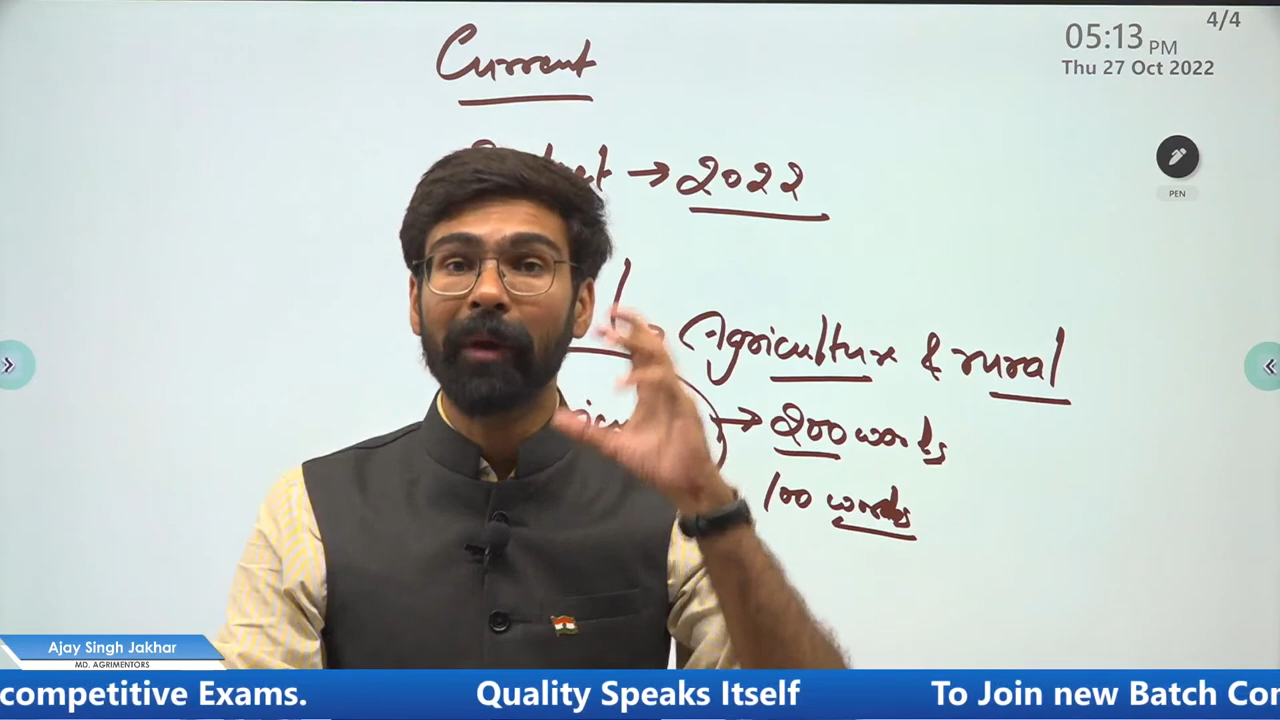 4/4
05:13 PM
Thu 27 Oct 2022
Current
→ 2022
PEN
Agriculture & rural
→ 200 words
100 words
Ajay Singh Jakhar
MD. AGRIMENTORS
competitive Exams. Quality Speaks Itself To Join new Batch